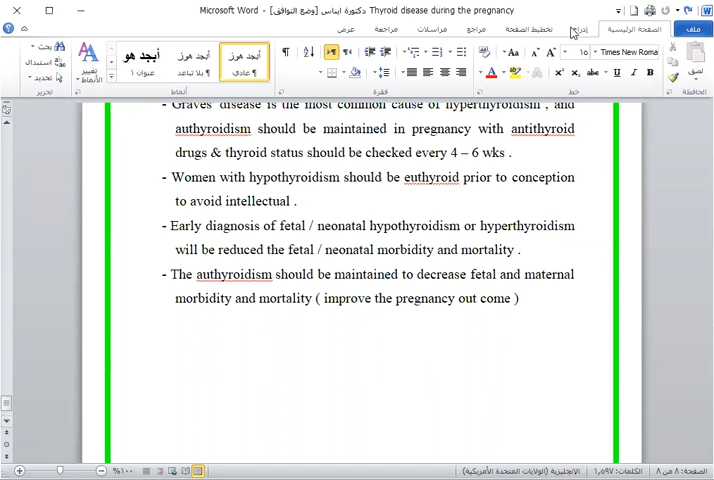 Microsoft Word - [وضع التوافق] دكتورة ايناس Thyroid disease during the pregnancy
ملف
الصفحة الرئيسية
إدراج
تخطيط الصفحة
مراجع
مراسلات
مراجعة
عرض
لصق
الحافظة
Times New Roma
١٥
Aa
B I U abc x₂ x²
خط
فقرة
أبجد هوز
¶ عادي
أبجد هوز
¶ بلا تباعد
أبجد هو
عنوان ١
تغيير الأنماط
أنماط
بحث
استبدال
تحديد
تحرير
- Graves' disease is the most common cause of hyperthyroidism , and
authyroidism should be maintained in pregnancy with antithyroid
drugs & thyroid status should be checked every 4 – 6 wks .
- Women with hypothyroidism should be euthyroid prior to conception
to avoid intellectual .
- Early diagnosis of fetal / neonatal hypothyroidism or hyperthyroidism
will be reduced the fetal / neonatal morbidity and mortality .
- The authyroidism should be maintained to decrease fetal and maternal
morbidity and mortality ( improve the pregnancy out come )
الصفحة: ٨ من ٨
الكلمات: ١,٥٩٧
الانجليزية (الولايات المتحدة الأمريكية)
٪١٠٠